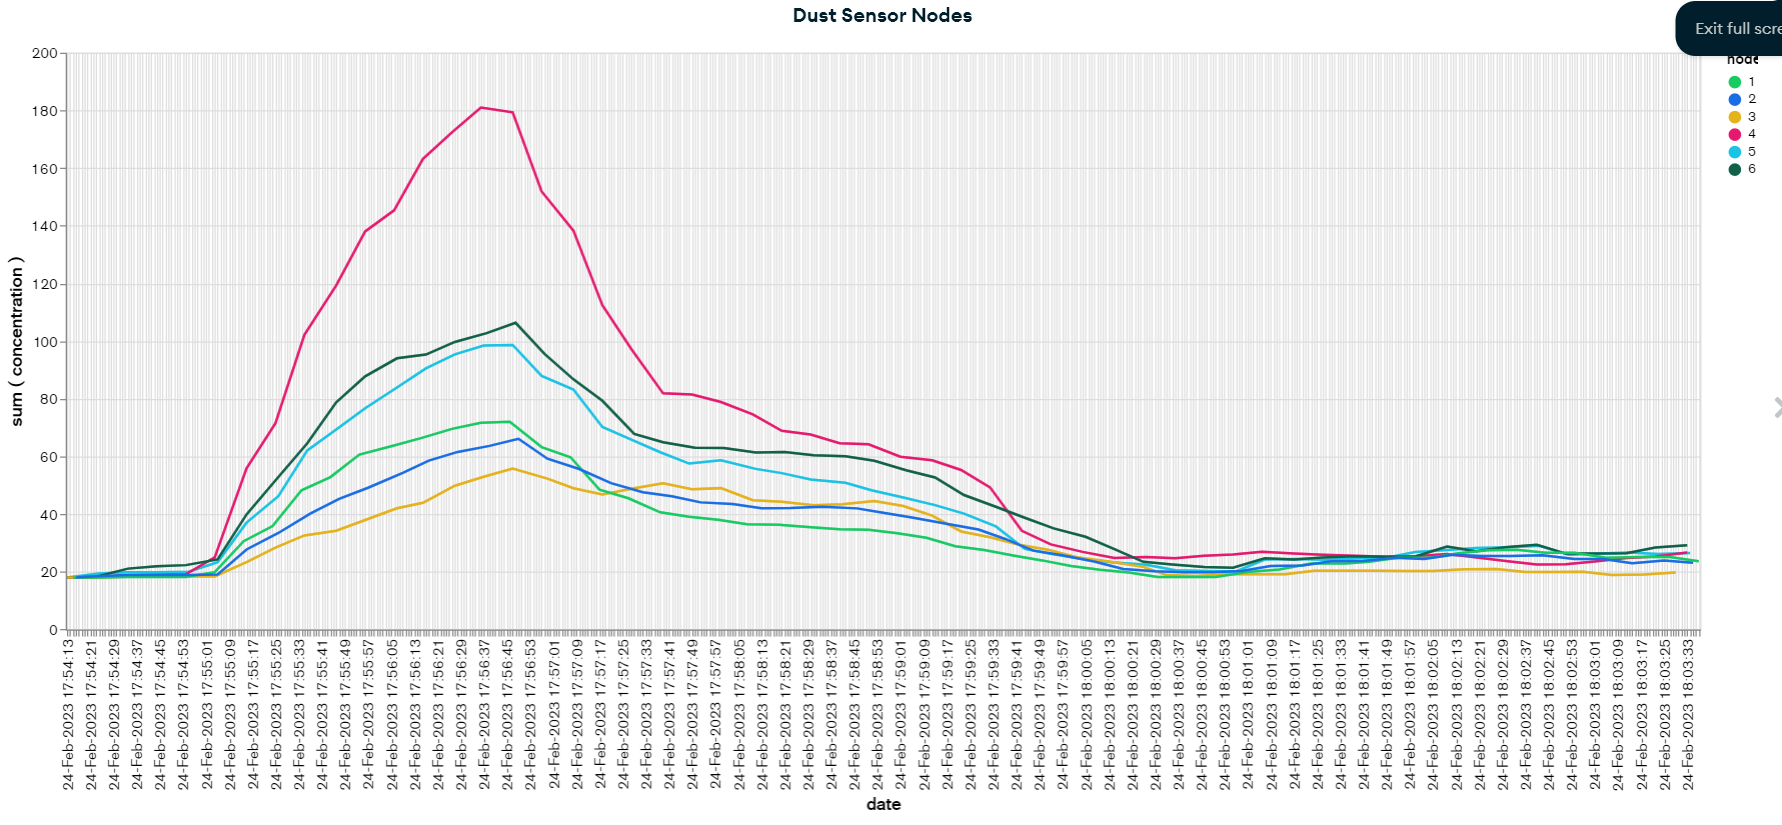 Dust Sensor Nodes
Exit full scre
node
1
2
3
4
5
6
sum ( concentration )
200
180
160
140
120
100
80
60
40
20
0
24-Feb-2023 17:54:13
24-Feb-2023 17:54:21
24-Feb-2023 17:54:29
24-Feb-2023 17:54:37
24-Feb-2023 17:54:45
24-Feb-2023 17:54:53
24-Feb-2023 17:55:01
24-Feb-2023 17:55:09
24-Feb-2023 17:55:17
24-Feb-2023 17:55:25
24-Feb-2023 17:55:33
24-Feb-2023 17:55:41
24-Feb-2023 17:55:49
24-Feb-2023 17:55:57
24-Feb-2023 17:56:05
24-Feb-2023 17:56:13
24-Feb-2023 17:56:21
24-Feb-2023 17:56:29
24-Feb-2023 17:56:37
24-Feb-2023 17:56:45
24-Feb-2023 17:56:53
24-Feb-2023 17:57:01
24-Feb-2023 17:57:09
24-Feb-2023 17:57:17
24-Feb-2023 17:57:25
24-Feb-2023 17:57:33
24-Feb-2023 17:57:41
24-Feb-2023 17:57:49
24-Feb-2023 17:57:57
24-Feb-2023 17:58:05
24-Feb-2023 17:58:13
24-Feb-2023 17:58:21
24-Feb-2023 17:58:29
24-Feb-2023 17:58:37
24-Feb-2023 17:58:45
24-Feb-2023 17:58:53
24-Feb-2023 17:59:01
24-Feb-2023 17:59:09
24-Feb-2023 17:59:17
24-Feb-2023 17:59:25
24-Feb-2023 17:59:33
24-Feb-2023 17:59:41
24-Feb-2023 17:59:49
24-Feb-2023 17:59:57
24-Feb-2023 18:00:05
24-Feb-2023 18:00:13
24-Feb-2023 18:00:21
24-Feb-2023 18:00:29
24-Feb-2023 18:00:37
24-Feb-2023 18:00:45
24-Feb-2023 18:00:53
24-Feb-2023 18:01:01
24-Feb-2023 18:01:09
24-Feb-2023 18:01:17
24-Feb-2023 18:01:25
24-Feb-2023 18:01:33
24-Feb-2023 18:01:41
24-Feb-2023 18:01:49
24-Feb-2023 18:01:57
24-Feb-2023 18:02:05
24-Feb-2023 18:02:13
24-Feb-2023 18:02:21
24-Feb-2023 18:02:29
24-Feb-2023 18:02:37
24-Feb-2023 18:02:45
24-Feb-2023 18:02:53
24-Feb-2023 18:03:01
24-Feb-2023 18:03:09
24-Feb-2023 18:03:17
24-Feb-2023 18:03:25
24-Feb-2023 18:03:33
date